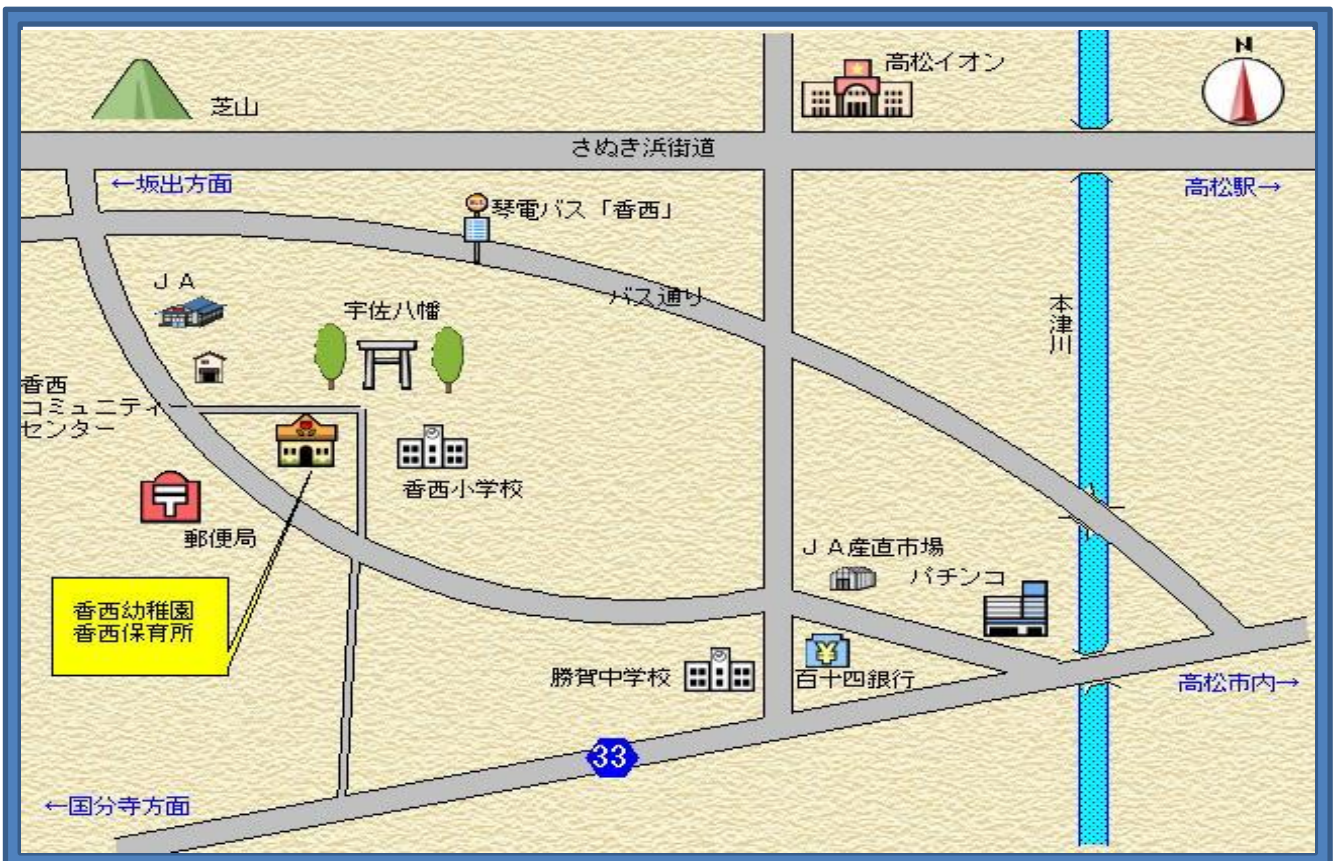 N
高松イオン
芝山
さぬき浜街道
←坂出方面
高松駅→
琴電バス「香西」
バス通り
ＪＡ
宇佐八幡
本津川
香西
コミュニティー
センター
香西小学校
郵便局
ＪＡ産直市場
パチンコ
香西幼稚園
香西保育所
勝賀中学校
百十四銀行
高松市内→
33
←国分寺方面